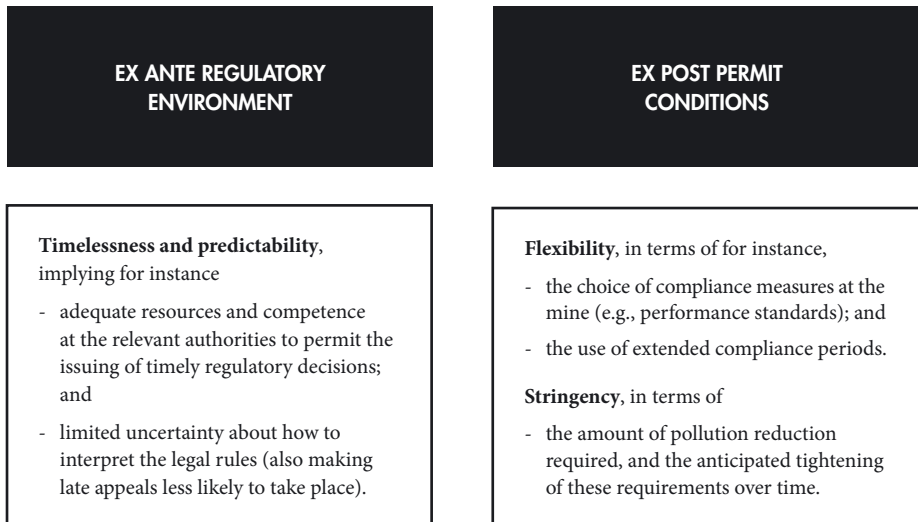 EX ANTE REGULATORY
ENVIRONMENT
Timelessness and predictability,
implying for instance
- adequate resources and competence
at the relevant authorities to permit the
issuing of timely regulatory decisions;
and
- limited uncertainty about how to
interpret the legal rules (also making
late appeals less likely to take place).
EX POST PERMIT
CONDITIONS
Flexibility, in terms of for instance,
- the choice of compliance measures at the
mine (e.g., performance standards); and
- the use of extended compliance periods.
Stringency, in terms of
- the amount of pollution reduction
required, and the anticipated tightening
of these requirements over time.